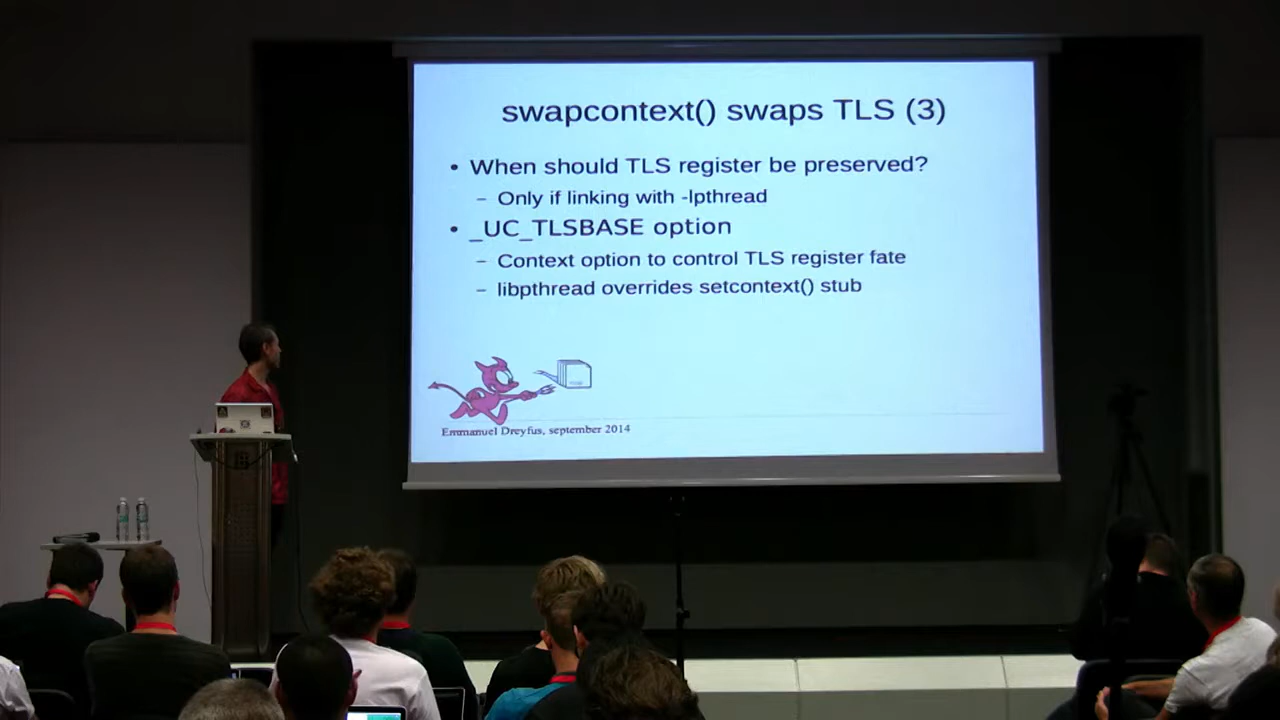 swapcontext() swaps TLS (3)
• When should TLS register be preserved?
– Only if linking with -lpthread
• _UC_TLSBASE option
– Context option to control TLS register fate
– libpthread overrides setcontext() stub
Emmanuel Dreyfus, september 2014